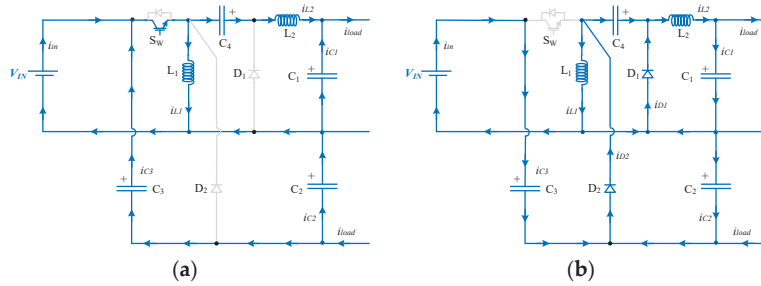 i_in
S_W
C_4
i_L2
L_2
i_load
V_IN
L_1
D_1
i_C1
C_1
i_L1
i_C3
C_3
D_2
C_2
i_C2
i_load
(a)
i_in
S_W
C_4
i_L2
L_2
i_load
V_IN
L_1
D_1
i_C1
C_1
i_L1
i_D1
i_C3
i_D2
C_3
D_2
C_2
i_C2
i_load
(b)